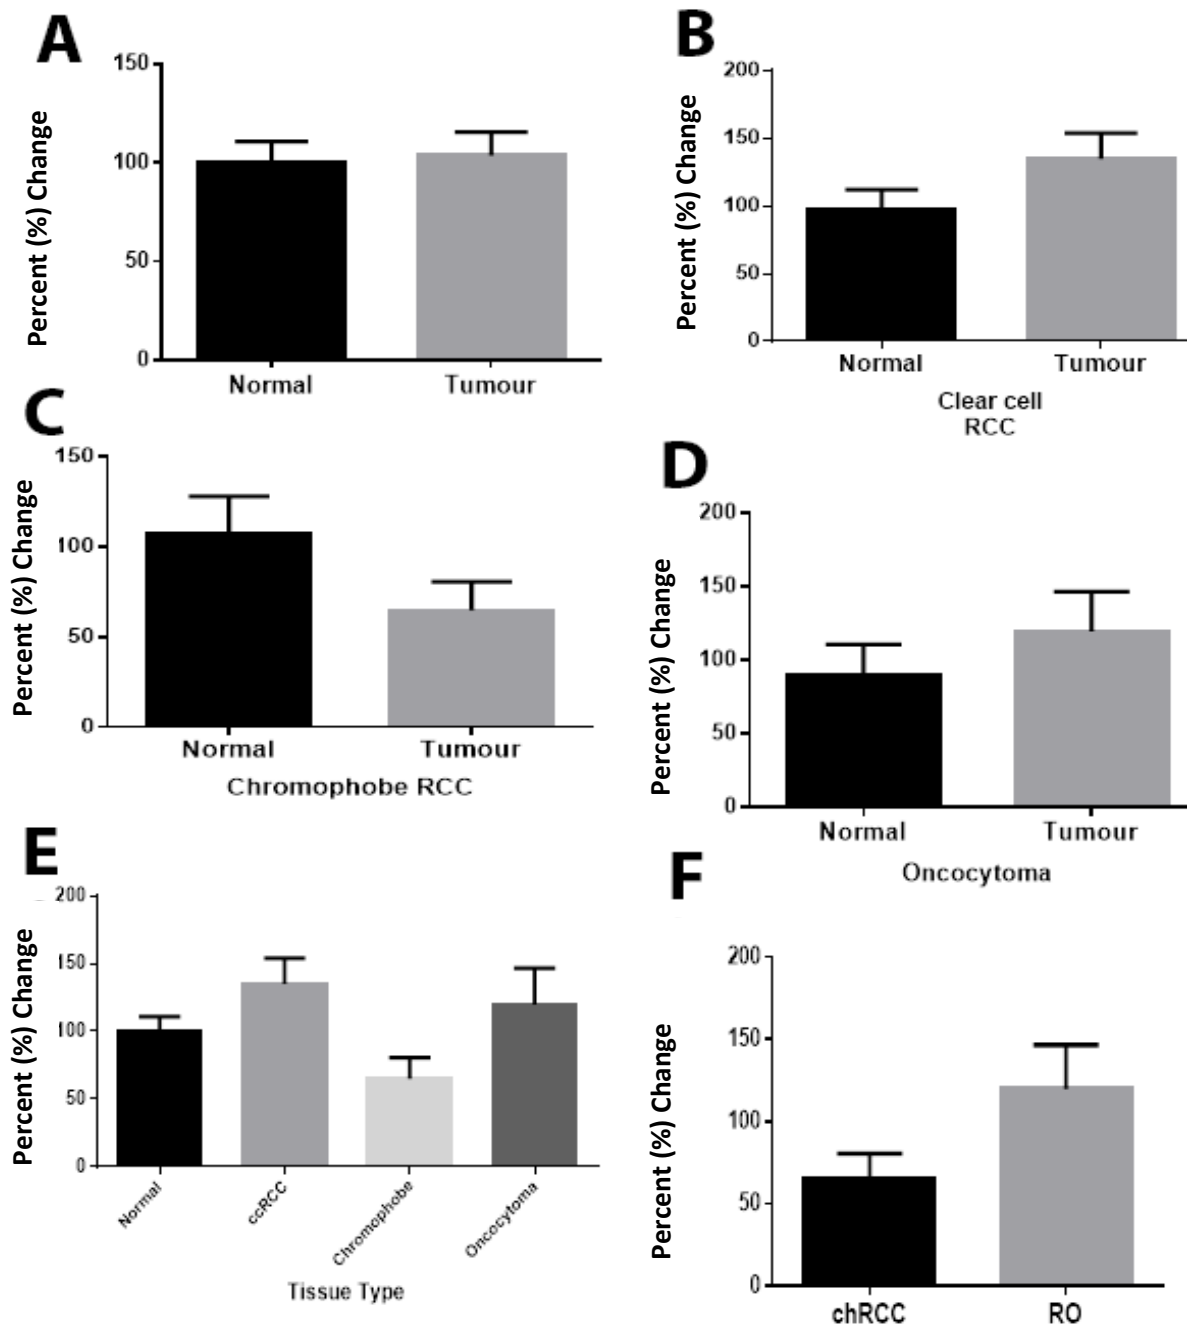 A
Percent (%) Change
150
100
50
0
Normal Tumour
B
Percent (%) Change
200
150
100
50
0
Normal Tumour
Clear cell
RCC
C
Percent (%) Change
150
100
50
0
Normal Tumour
Chromophobe RCC
D
Percent (%) Change
200
150
100
50
0
Normal Tumour
Oncocytoma
E
Percent (%) Change
200
150
100
50
0
Normal ccRCC Chromophobe Oncocytoma
Tissue Type
F
Percent (%) Change
200
150
100
50
0
chRCC RO